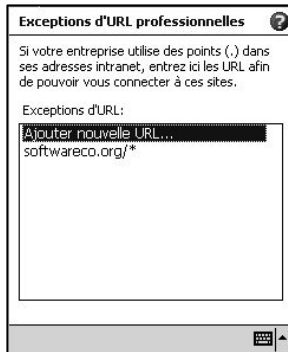 Exceptions d'URL professionnelles ?
Si votre entreprise utilise des points (.) dans
ses adresses intranet, entrez ici les URL afin
de pouvoir vous connecter à ces sites.
Exceptions d'URL:
Ajouter nouvelle URL...
softwareco.org/*